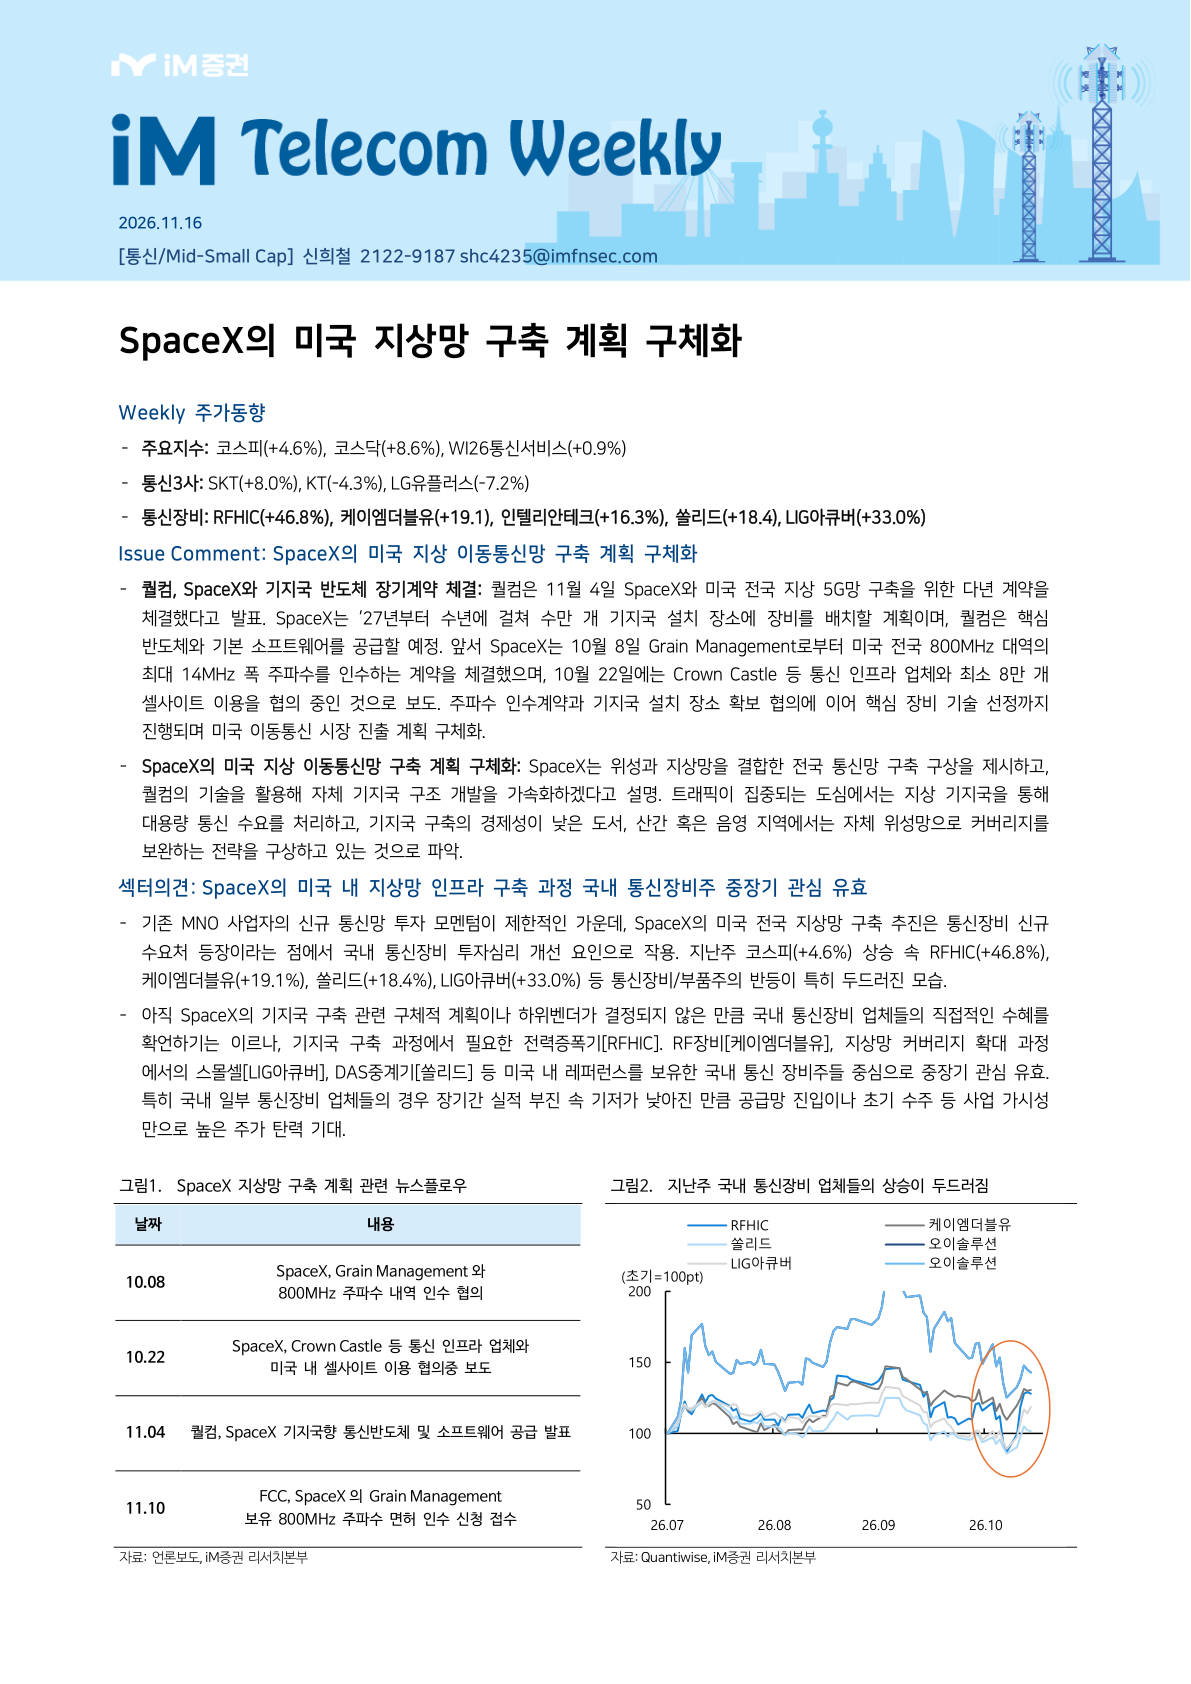 iM증권
iM Telecom Weekly
2026.11.16
[통신/Mid-Small Cap] 신희철 2122-9187 shc4235@imfnsec.com
SpaceX의 미국 지상망 구축 계획 구체화
Weekly 주가동향
- 주요지수: 코스피(+4.6%), 코스닥(+8.6%), WI26통신서비스(+0.9%)
- 통신3사: SKT(+8.0%), KT(-4.3%), LG유플러스(-7.2%)
- 통신장비: RFHIC(+46.8%), 케이엠더블유(+19.1), 인텔리안테크(+16.3%), 쏠리드(+18.4), LIG아큐버(+33.0%)
Issue Comment: SpaceX의 미국 지상 이동통신망 구축 계획 구체화
- 퀄컴, SpaceX와 기지국 반도체 장기계약 체결: 퀄컴은 11월 4일 SpaceX와 미국 전국 지상 5G망 구축을 위한 다년 계약을
체결했다고 발표. SpaceX는 ’27년부터 수년에 걸쳐 수만 개 기지국 설치 장소에 장비를 배치할 계획이며, 퀄컴은 핵심
반도체와 기본 소프트웨어를 공급할 예정. 앞서 SpaceX는 10월 8일 Grain Management로부터 미국 전국 800MHz 대역의
최대 14MHz 폭 주파수를 인수하는 계약을 체결했으며, 10월 22일에는 Crown Castle 등 통신 인프라 업체와 최소 8만 개
셀사이트 이용을 협의 중인 것으로 보도. 주파수 인수계약과 기지국 설치 장소 확보 협의에 이어 핵심 장비 기술 선정까지
진행되며 미국 이동통신 시장 진출 계획 구체화.
- SpaceX의 미국 지상 이동통신망 구축 계획 구체화: SpaceX는 위성과 지상망을 결합한 전국 통신망 구축 구상을 제시하고,
퀄컴의 기술을 활용해 자체 기지국 구조 개발을 가속화하겠다고 설명. 트래픽이 집중되는 도심에서는 지상 기지국을 통해
대용량 통신 수요를 처리하고, 기지국 구축의 경제성이 낮은 도서, 산간 혹은 음영 지역에서는 자체 위성망으로 커버리지를
보완하는 전략을 구상하고 있는 것으로 파악.
섹터의견: SpaceX의 미국 내 지상망 인프라 구축 과정 국내 통신장비주 중장기 관심 유효
- 기존 MNO 사업자의 신규 통신망 투자 모멘텀이 제한적인 가운데, SpaceX의 미국 전국 지상망 구축 추진은 통신장비 신규
수요처 등장이라는 점에서 국내 통신장비 투자심리 개선 요인으로 작용. 지난주 코스피(+4.6%) 상승 속 RFHIC(+46.8%),
케이엠더블유(+19.1%), 쏠리드(+18.4%), LIG아큐버(+33.0%) 등 통신장비/부품주의 반등이 특히 두드러진 모습.
- 아직 SpaceX의 기지국 구축 관련 구체적 계획이나 하위벤더가 결정되지 않은 만큼 국내 통신장비 업체들의 직접적인 수혜를
확언하기는 이르나, 기지국 구축 과정에서 필요한 전력증폭기[RFHIC]. RF장비[케이엠더블유], 지상망 커버리지 확대 과정
에서의 스몰셀[LIG아큐버], DAS중계기[쏠리드] 등 미국 내 레퍼런스를 보유한 국내 통신 장비주들 중심으로 중장기 관심 유효.
특히 국내 일부 통신장비 업체들의 경우 장기간 실적 부진 속 기저가 낮아진 만큼 공급망 진입이나 초기 수주 등 사업 가시성
만으로 높은 주가 탄력 기대.
그림1. SpaceX 지상망 구축 계획 관련 뉴스플로우
날짜 내용
10.08 SpaceX, Grain Management 와
800MHz 주파수 내역 인수 협의
10.22 SpaceX, Crown Castle 등 통신 인프라 업체와
미국 내 셀사이트 이용 협의중 보도
11.04 퀄컴, SpaceX 기지국향 통신반도체 및 소프트웨어 공급 발표
11.10 FCC, SpaceX 의 Grain Management
보유 800MHz 주파수 면허 인수 신청 접수
자료: 언론보도, iM증권 리서치본부
그림2. 지난주 국내 통신장비 업체들의 상승이 두드러짐
RFHIC 케이엠더블유
쏠리드 오이솔루션
LIG아큐버 오이솔루션
(초기=100pt)
200
150
100
50
26.07 26.08 26.09 26.10
자료: Quantiwise, iM증권 리서치본부